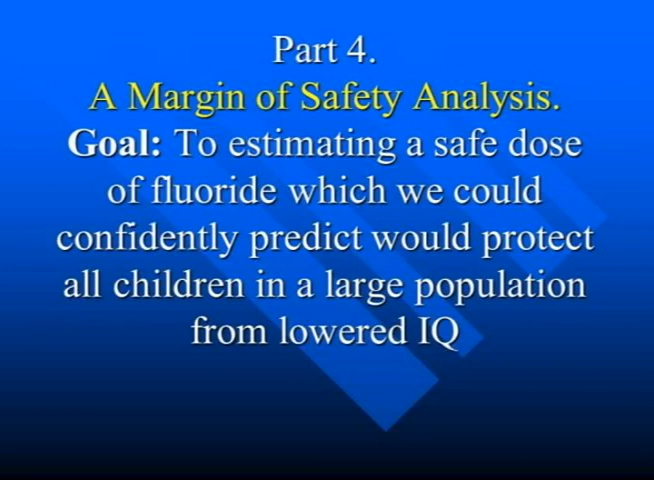 Part 4.
A Margin of Safety Analysis.
Goal: To estimating a safe dose
of fluoride which we could
confidently predict would protect
all children in a large population
from lowered IQ